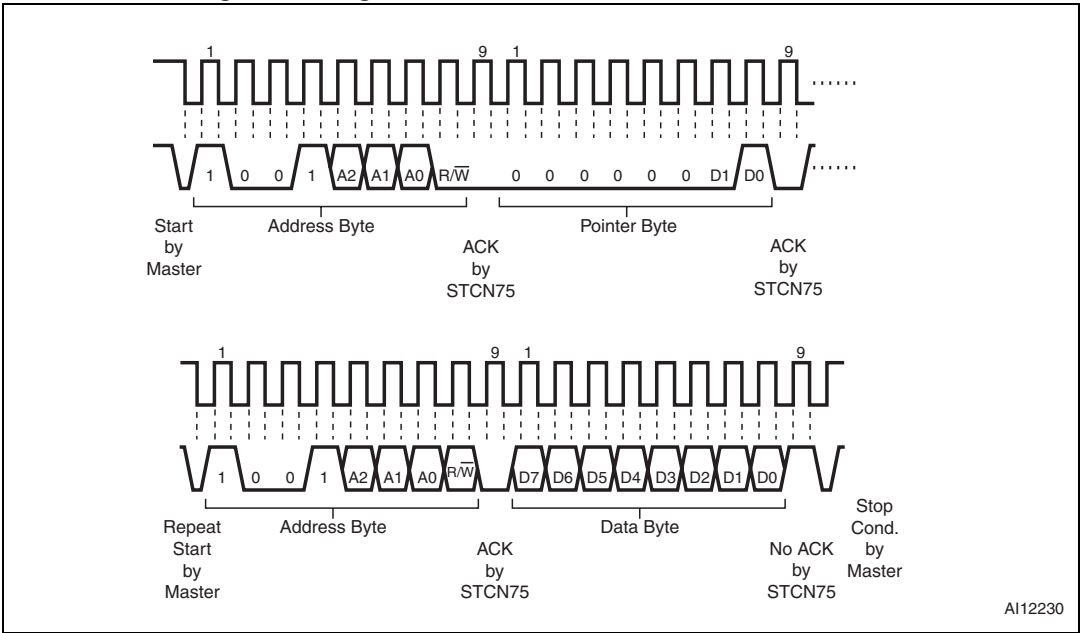 1 9 1 9
1 0 0 1 A2 A1 A0 R/W̅ 0 0 0 0 0 0 D1 D0
Start
by
Master
Address Byte
ACK
by
STCN75
Pointer Byte
ACK
by
STCN75
1 9 1 9
1 0 0 1 A2 A1 A0 R/W̅ D7 D6 D5 D4 D3 D2 D1 D0
Repeat
Start
by
Master
Address Byte
ACK
by
STCN75
Data Byte
No ACK
by
STCN75
Stop
Cond.
by
Master
AI12230